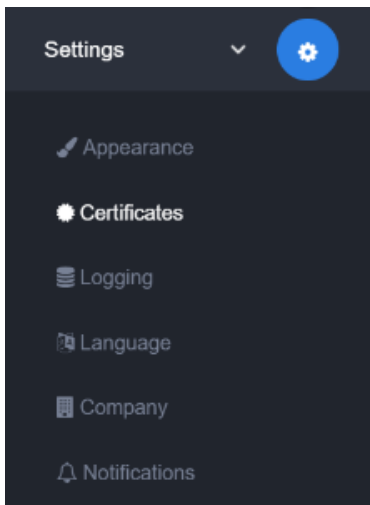 Settings
Appearance
Certificates
Logging
Language
Company
Notifications